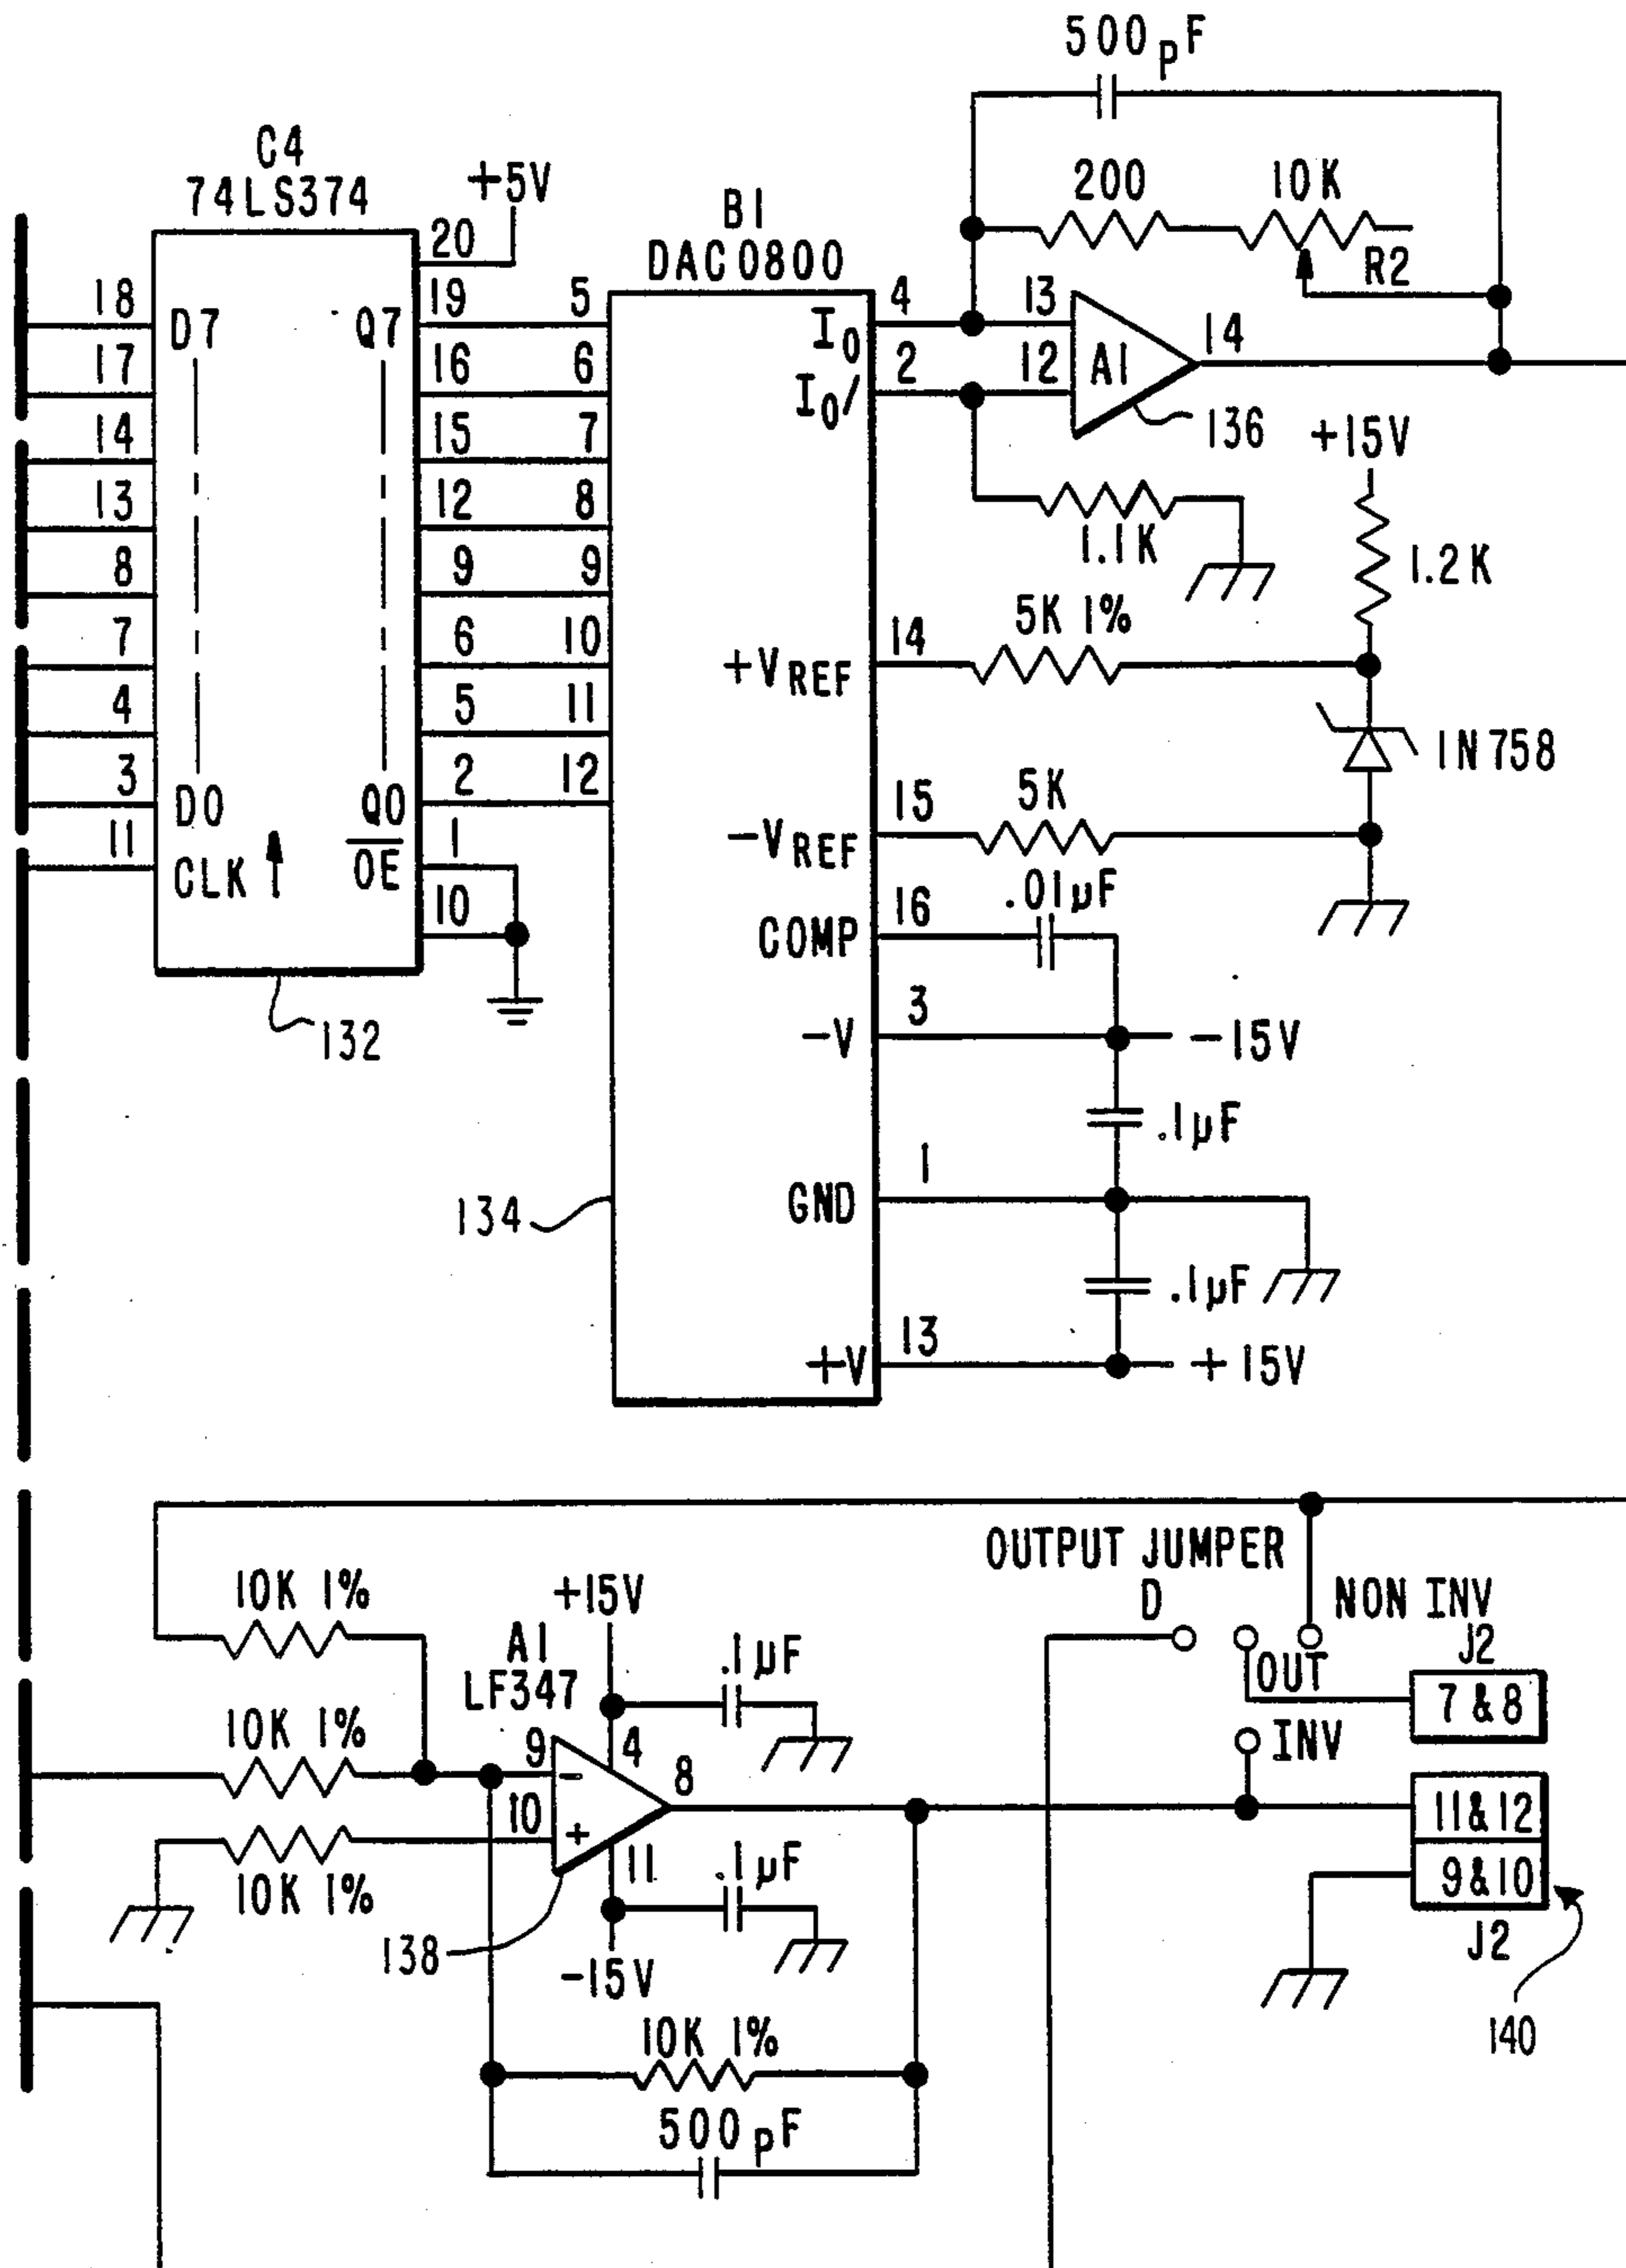 500pF
C4
74LS374
+5V
200
10K
R2
B1
DAC0800
20
18
D7
Q7
19
5
I0
4
13
17
16
6
I0/
2
12
A1
14
136
14
15
7
+15V
13
12
8
1.1K
1.2K
8
9
9
7
6
10
+VREF
14
5K 1%
4
5
11
1N758
3
D0
Q0
2
12
-VREF
15
5K
11
CLK
OE
1
10
COMP
16
.01µF
132
-V
3
-15V
.1µF
134
GND
1
.1µF
+V
13
+15V
OUTPUT JUMPER
D
NON INV
10K 1%
+15V
A1
LF347
.1µF
OUT
J2
7&8
10K 1%
9
-
4
8
INV
10
+
11
11&12
10K 1%
.1µF
9&10
138
-15V
J2
140
10K 1%
500pF